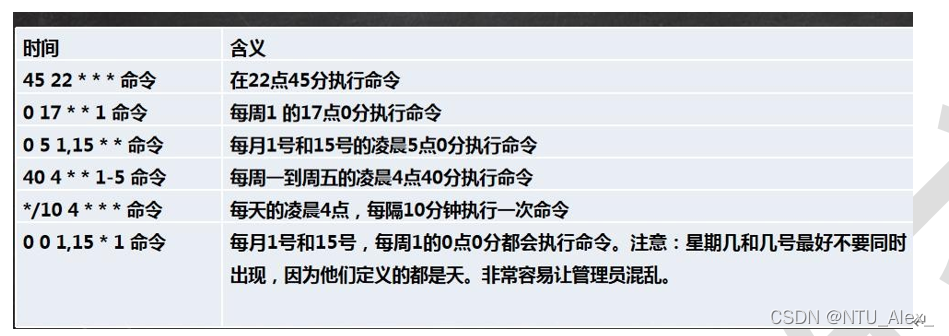 时间 含义
45 22 * * * 命令 在22点45分执行命令
0 17 * * 1 命令 每周1 的17点0分执行命令
0 5 1,15 * * 命令 每月1号和15号的凌晨5点0分执行命令
40 4 * * 1-5 命令 每周一到周五的凌晨4点40分执行命令
*/10 4 * * * 命令 每天的凌晨4点，每隔10分钟执行一次命令
0 0 1,15 * 1 命令 每月1号和15号，每周1的0点0分都会执行命令。注意：星期几和几号最好不要同时
出现，因为他们定义的都是天。非常容易让管理员混乱。
CSDN @NTU_Alex_